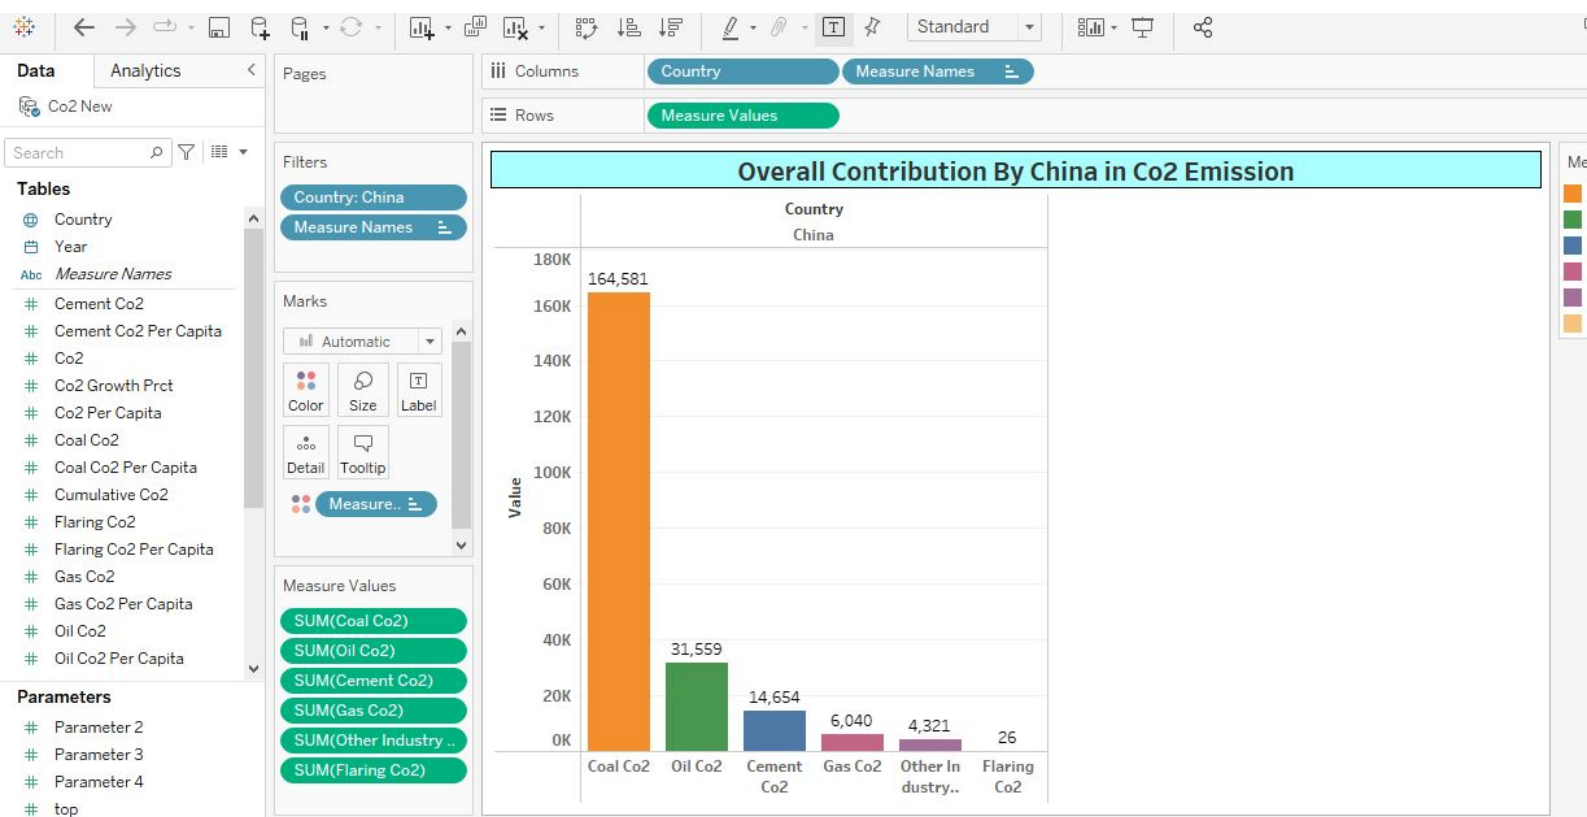 Standard
Data
Analytics
Co2 New
Search
Tables
Country
Year
Abc Measure Names
# Cement Co2
# Cement Co2 Per Capita
# Co2
# Co2 Growth Prct
# Co2 Per Capita
# Coal Co2
# Coal Co2 Per Capita
# Cumulative Co2
# Flaring Co2
# Flaring Co2 Per Capita
# Gas Co2
# Gas Co2 Per Capita
# Oil Co2
# Oil Co2 Per Capita
Parameters
# Parameter 2
# Parameter 3
# Parameter 4
# top
Pages
Filters
Country: China
Measure Names
Marks
Automatic
Color Size Label
Detail Tooltip
Measure..
Measure Values
SUM(Coal Co2)
SUM(Oil Co2)
SUM(Cement Co2)
SUM(Gas Co2)
SUM(Other Industry ..
SUM(Flaring Co2)
Columns Country Measure Names
Rows Measure Values
Overall Contribution By China in Co2 Emission
Country
China
Value
180K
160K
140K
120K
100K
80K
60K
40K
20K
0K
164,581
31,559
14,654
6,040
4,321
26
Coal Co2
Oil Co2
Cement
Co2
Gas Co2
Other In
dustry..
Flaring
Co2
Me